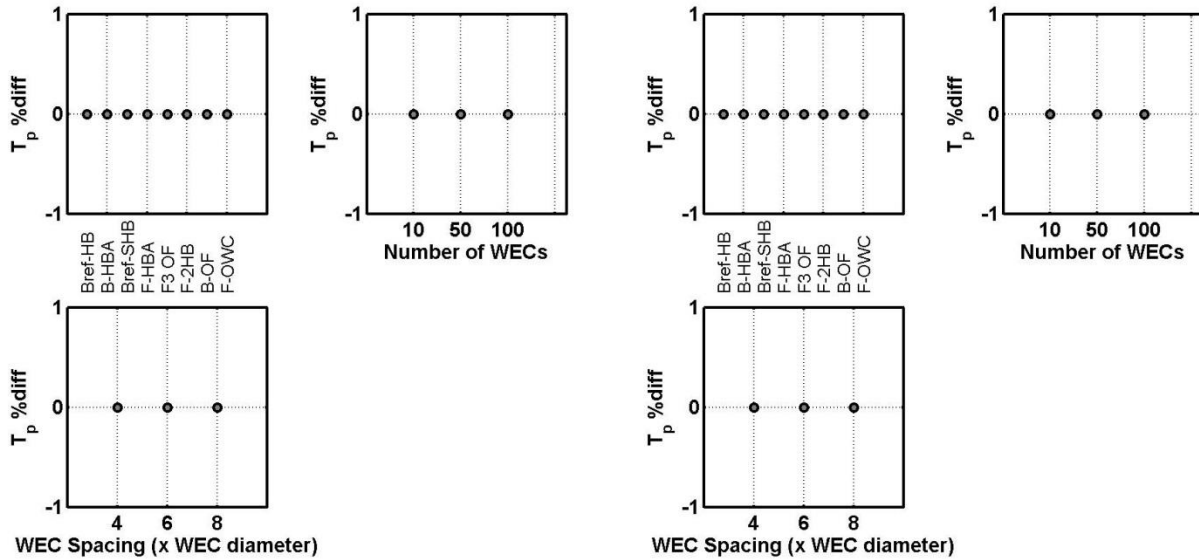 1
0
-1
T_p %diff
Bref-HB
B-HBA
Bref-SHB
F-HBA
F3 OF
F-2HB
B-OF
F-OWC
1
0
-1
T_p %diff
10 50 100
Number of WECs
1
0
-1
T_p %diff
4 6 8
WEC Spacing (x WEC diameter)
1
0
-1
T_p %diff
Bref-HB
B-HBA
Bref-SHB
F-HBA
F3 OF
F-2HB
B-OF
F-OWC
1
0
-1
T_p %diff
10 50 100
Number of WECs
1
0
-1
T_p %diff
4 6 8
WEC Spacing (x WEC diameter)